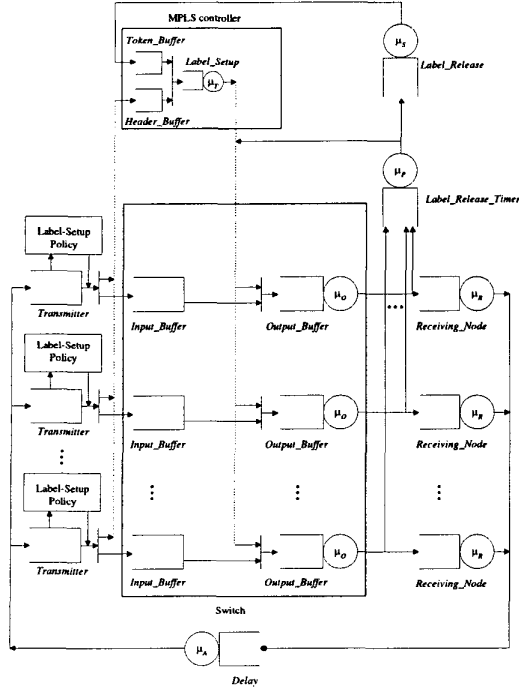 MPLS controller
Token_Buffer
Label_Setup
μT
Header_Buffer
μS
Label_Release
μP
Label_Release_Timer
Label-Setup
Policy
Transmitter
Input_Buffer
Output_Buffer
μO
Receiving_Node
μR
Label-Setup
Policy
Transmitter
Input_Buffer
Output_Buffer
μO
Receiving_Node
μR
Label-Setup
Policy
Transmitter
Input_Buffer
Output_Buffer
μO
Receiving_Node
μR
Switch
μA
Delay